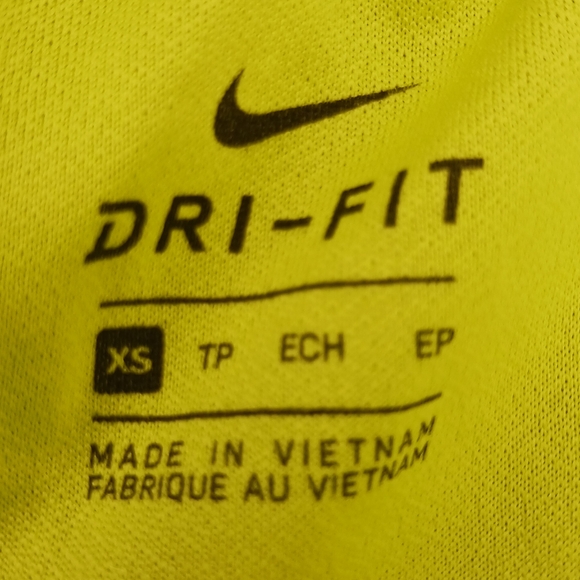 DRI-FIT
XS TP ECH EP
MADE IN VIETNAM
FABRIQUE AU VIETNAM